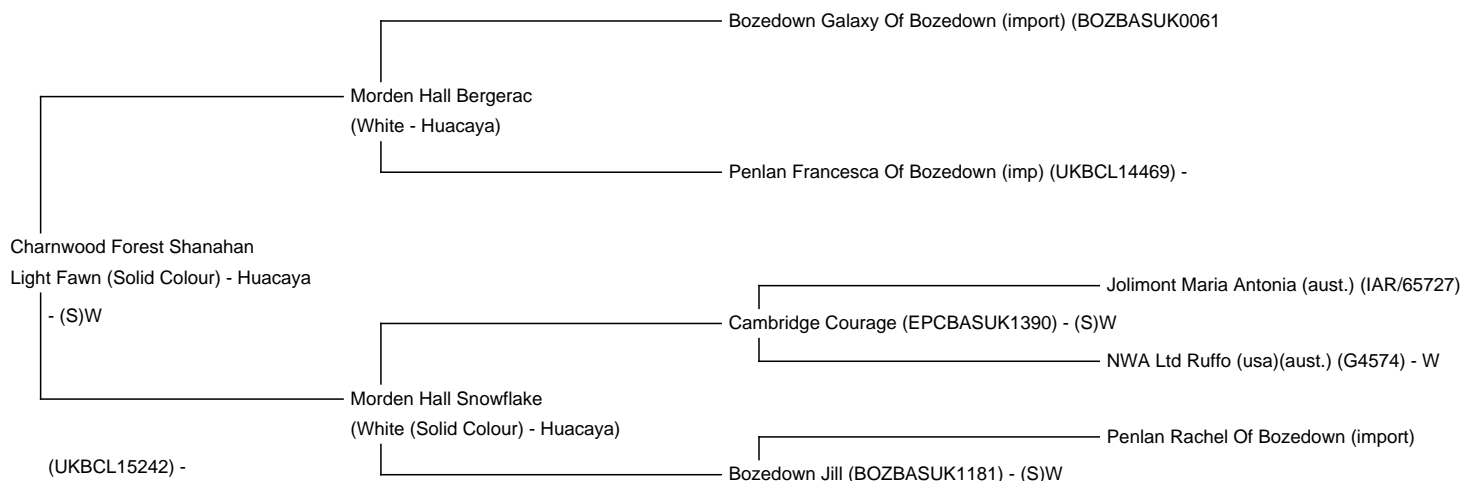 Bozedown Galaxy Of Bozedown (import) (BOZBASUK0061
Morden Hall Bergerac
(White - Huacaya)
Penlan Francesca Of Bozedown (imp) (UKBCL14469) -
Charnwood Forest Shanahan
Light Fawn (Solid Colour) - Huacaya
- (S)W
Jolimont Maria Antonia (aust.) (IAR/65727)
Cambridge Courage (EPCBASUK1390) - (S)W
NWA Ltd Ruffo (usa)(aust.) (G4574) - W
Morden Hall Snowflake
(White (Solid Colour) - Huacaya)
Penlan Rachel Of Bozedown (import)
(UKBCL15242) -
Bozedown Jill (BOZBASUK1181) - (S)W